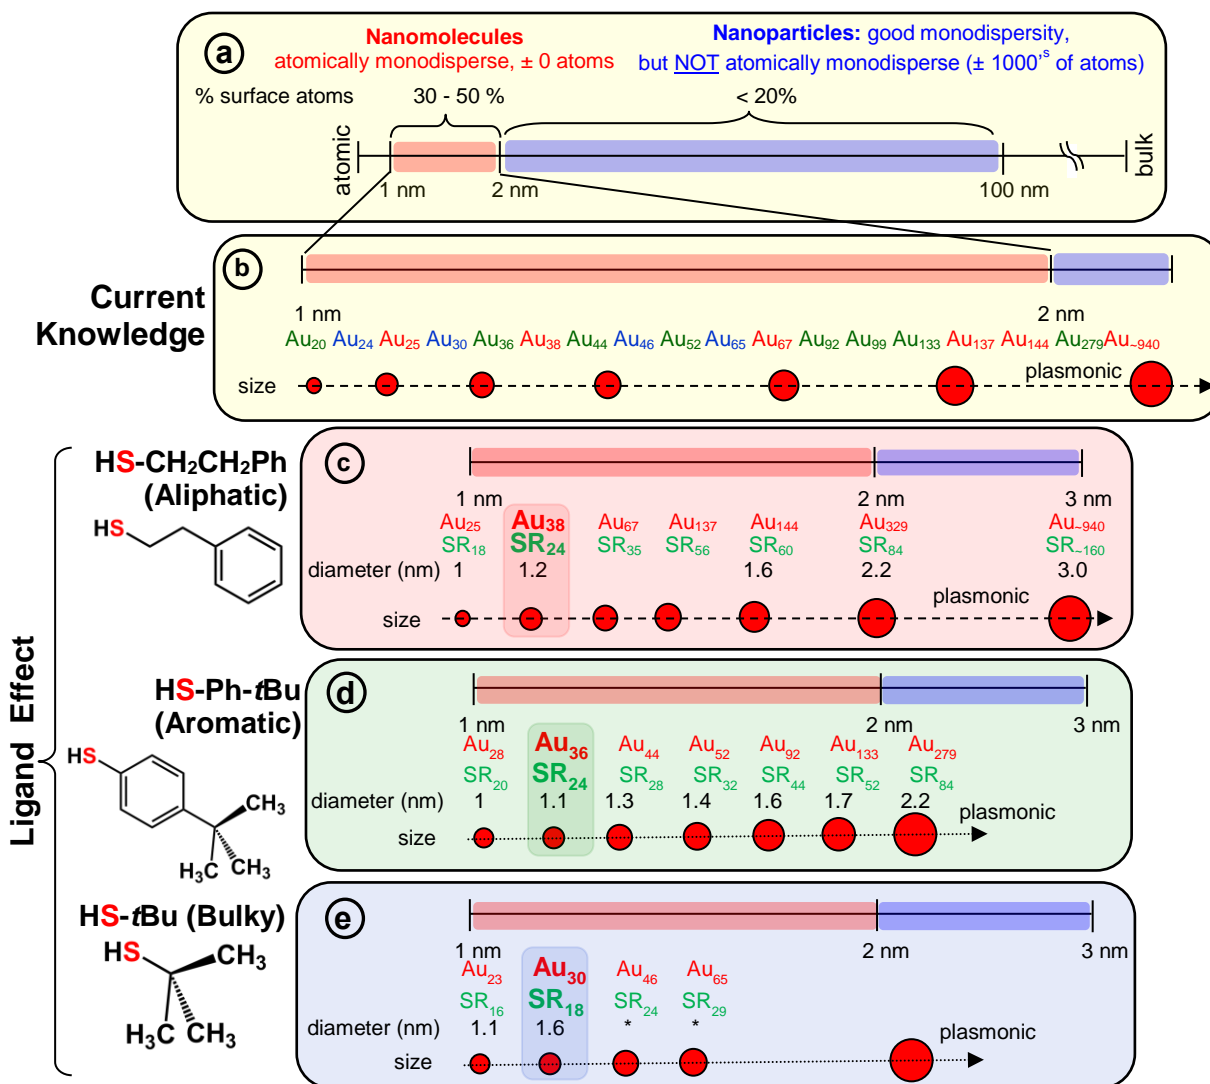 a
Nanomolecules
atomically monodisperse, ± 0 atoms
Nanoparticles: good monodispersity,
but NOT atomically monodisperse (± 1000'ˢ of atoms)
% surface atoms
30 - 50 %
< 20%
atomic
bulk
1 nm
2 nm
100 nm
Current
Knowledge
b
1 nm
2 nm
Au₂₀ Au₂₄ Au₂₅ Au₃₀ Au₃₆ Au₃₈ Au₄₄ Au₄₆ Au₅₂ Au₆₅ Au₆₇ Au₉₂ Au₉₉ Au₁₃₃ Au₁₃₇ Au₁₄₄ Au₂₇₉ Au~₉₄₀
size
plasmonic
Ligand Effect
HS-CH₂CH₂Ph
(Aliphatic)
HS
c
1 nm
2 nm
3 nm
Au₂₅ Au₃₈ Au₆₇ Au₁₃₇ Au₁₄₄ Au₃₂₉ Au~₉₄₀
SR₁₈ SR₂₄ SR₃₅ SR₅₆ SR₆₀ SR₈₄ SR~₁₆₀
diameter (nm) 1 1.2 1.6 2.2 3.0
plasmonic
size
HS-Ph-tBu
(Aromatic)
HS
CH₃
H₃C
CH₃
d
1 nm
2 nm
3 nm
Au₂₈ Au₃₆ Au₄₄ Au₅₂ Au₉₂ Au₁₃₃ Au₂₇₉
SR₂₀ SR₂₄ SR₂₈ SR₃₂ SR₄₄ SR₅₂ SR₈₄
diameter (nm) 1 1.1 1.3 1.4 1.6 1.7 2.2
plasmonic
size
HS-tBu (Bulky)
HS
CH₃
H₃C
CH₃
e
1 nm
2 nm
3 nm
Au₂₃ Au₃₀ Au₄₆ Au₆₅
SR₁₆ SR₁₈ SR₂₄ SR₂₉
diameter (nm) 1.1 1.6 * *
plasmonic
size